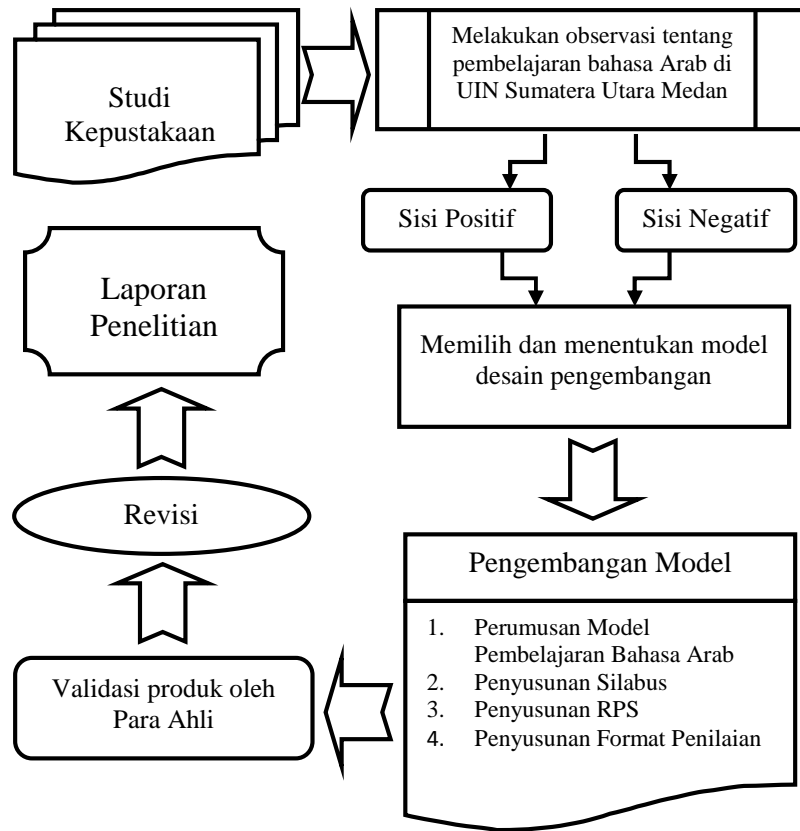 Studi
Kepustakaan
Melakukan observasi tentang
pembelajaran bahasa Arab di
UIN Sumatera Utara Medan
Sisi Positif
Sisi Negatif
Memilih dan menentukan model
desain pengembangan
Pengembangan Model
1. Perumusan Model
Pembelajaran Bahasa Arab
2. Penyusunan Silabus
3. Penyusunan RPS
4. Penyusunan Format Penilaian
Validasi produk oleh
Para Ahli
Revisi
Laporan
Penelitian